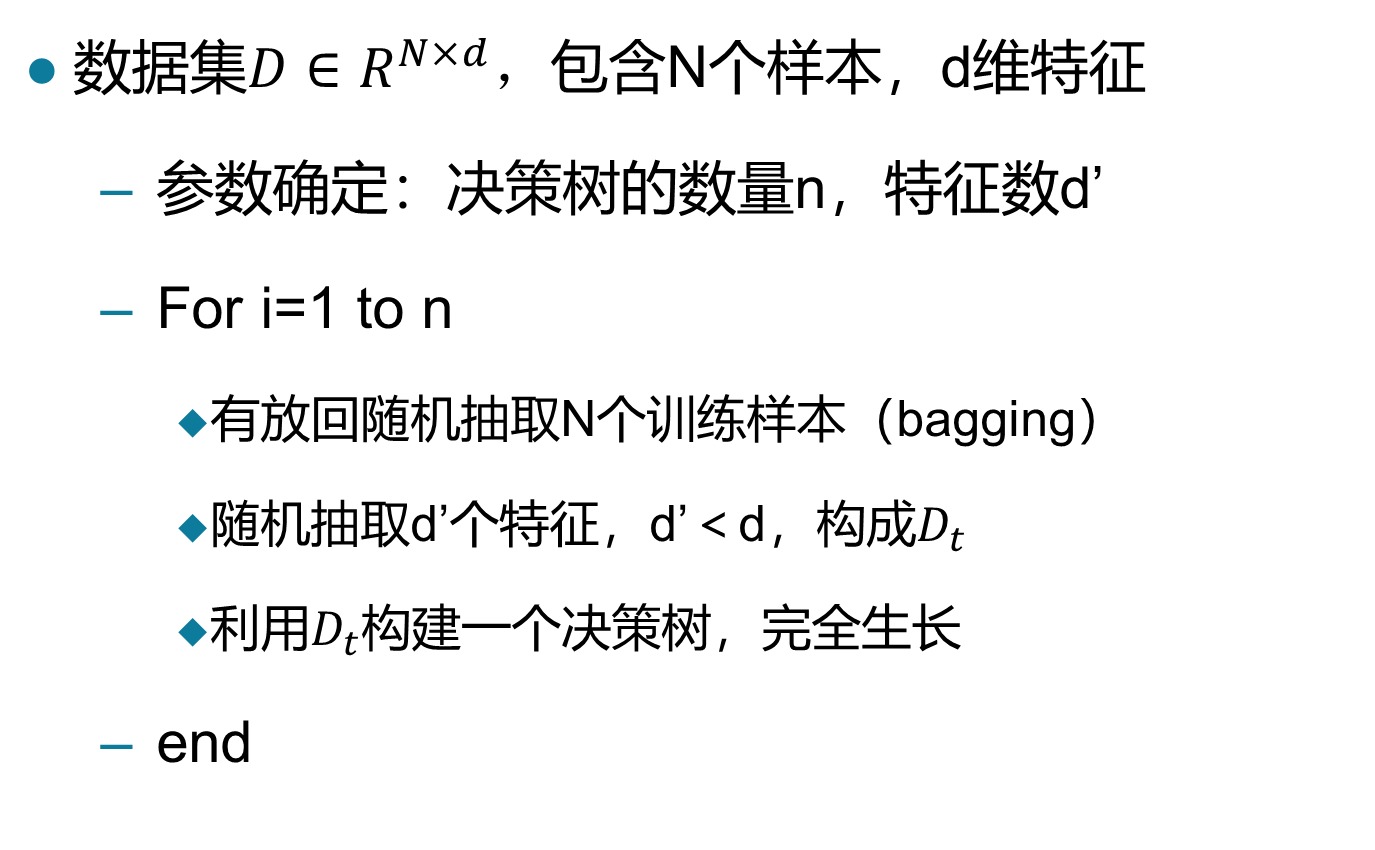 ● 数据集𝐷 ∈ 𝑅^{𝑁×𝑑}，包含N个样本，d维特征
– 参数确定：决策树的数量n，特征数d’
– For i=1 to n
◆有放回随机抽取N个训练样本（bagging）
◆随机抽取d’个特征，d’＜d，构成𝐷_𝑡
◆利用𝐷_𝑡构建一个决策树，完全生长
– end